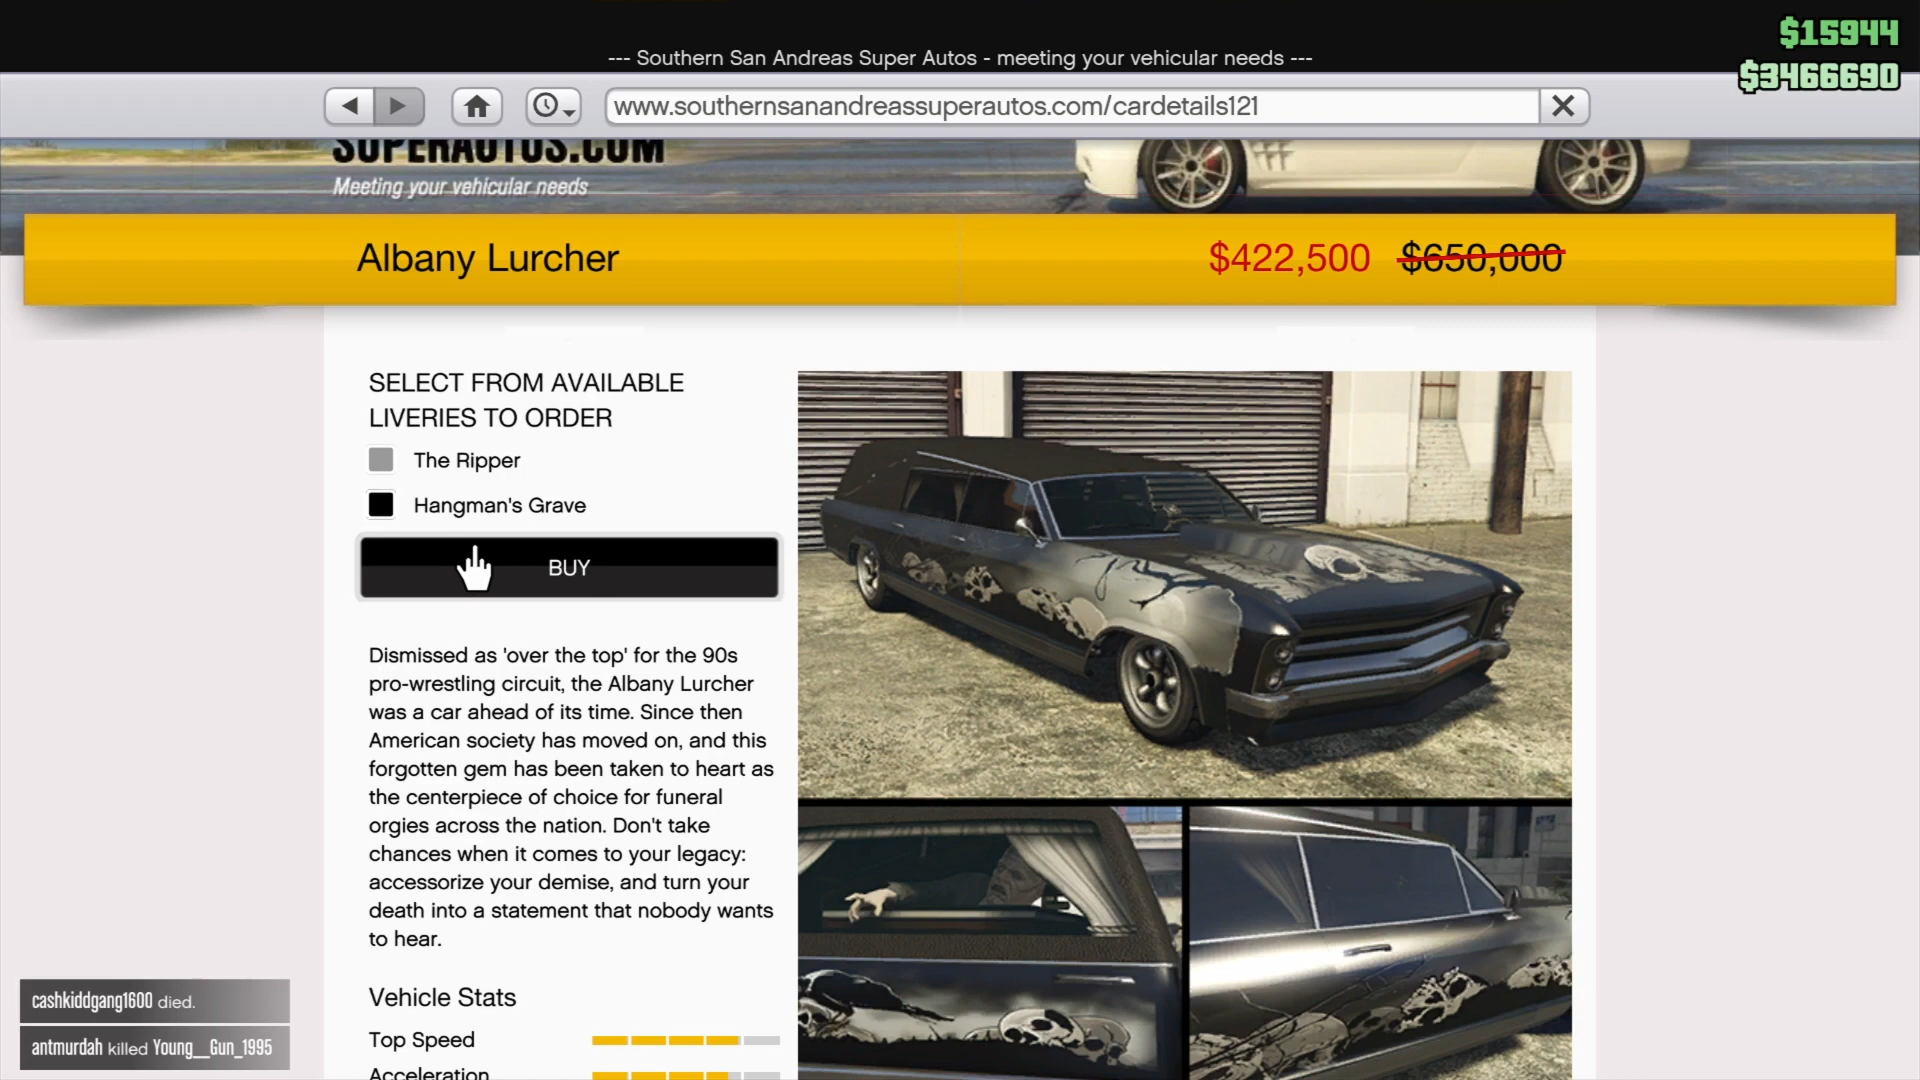 $15944
--- Southern San Andreas Super Autos - meeting your vehicular needs ---
$3466690
www.southernsanandreassuperautos.com/cardetails121
SUPERAUTOS.COM
Meeting your vehicular needs
Albany Lurcher
$422,500 $650,000
SELECT FROM AVAILABLE
LIVERIES TO ORDER
The Ripper
Hangman's Grave
BUY
Dismissed as 'over the top' for the 90s
pro-wrestling circuit, the Albany Lurcher
was a car ahead of its time. Since then
American society has moved on, and this
forgotten gem has been taken to heart as
the centerpiece of choice for funeral
orgies across the nation. Don't take
chances when it comes to your legacy:
accessorize your demise, and turn your
death into a statement that nobody wants
to hear.
Vehicle Stats
Top Speed
Acceleration
cashkiddgang1600 died.
antmurdah killed Young__Gun_1995